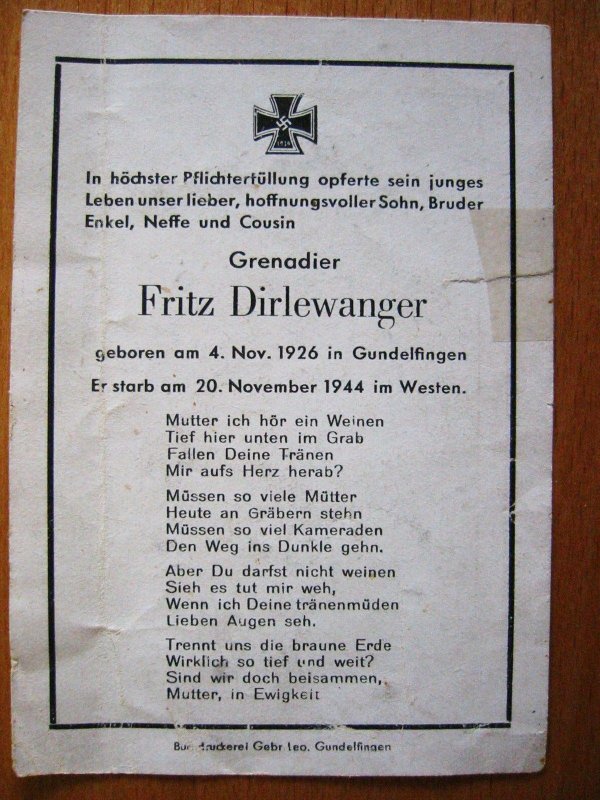 In höchster Pflichterfüllung opferte sein junges
Leben unser lieber, hoffnungsvoller Sohn, Bruder
Enkel, Neffe und Cousin
Grenadier
Fritz Dirlewanger
geboren am 4. Nov. 1926 in Gundelfingen
Er starb am 20. November 1944 im Westen.
Mutter ich hör ein Weinen
Tief hier unten im Grab
Fallen Deine Tränen
Mir aufs Herz herab?
Müssen so viele Mütter
Heute an Gräbern stehn
Müssen so viel Kameraden
Den Weg ins Dunkle gehn.
Aber Du darfst nicht weinen
Sieh es tut mir weh,
Wenn ich Deine tränenmüden
Lieben Augen seh.
Trennt uns die braune Erde
Wirklich so tief und weit?
Sind wir doch beisammen,
Mutter, in Ewigkeit
Gebr. Leo. Gundelfingen